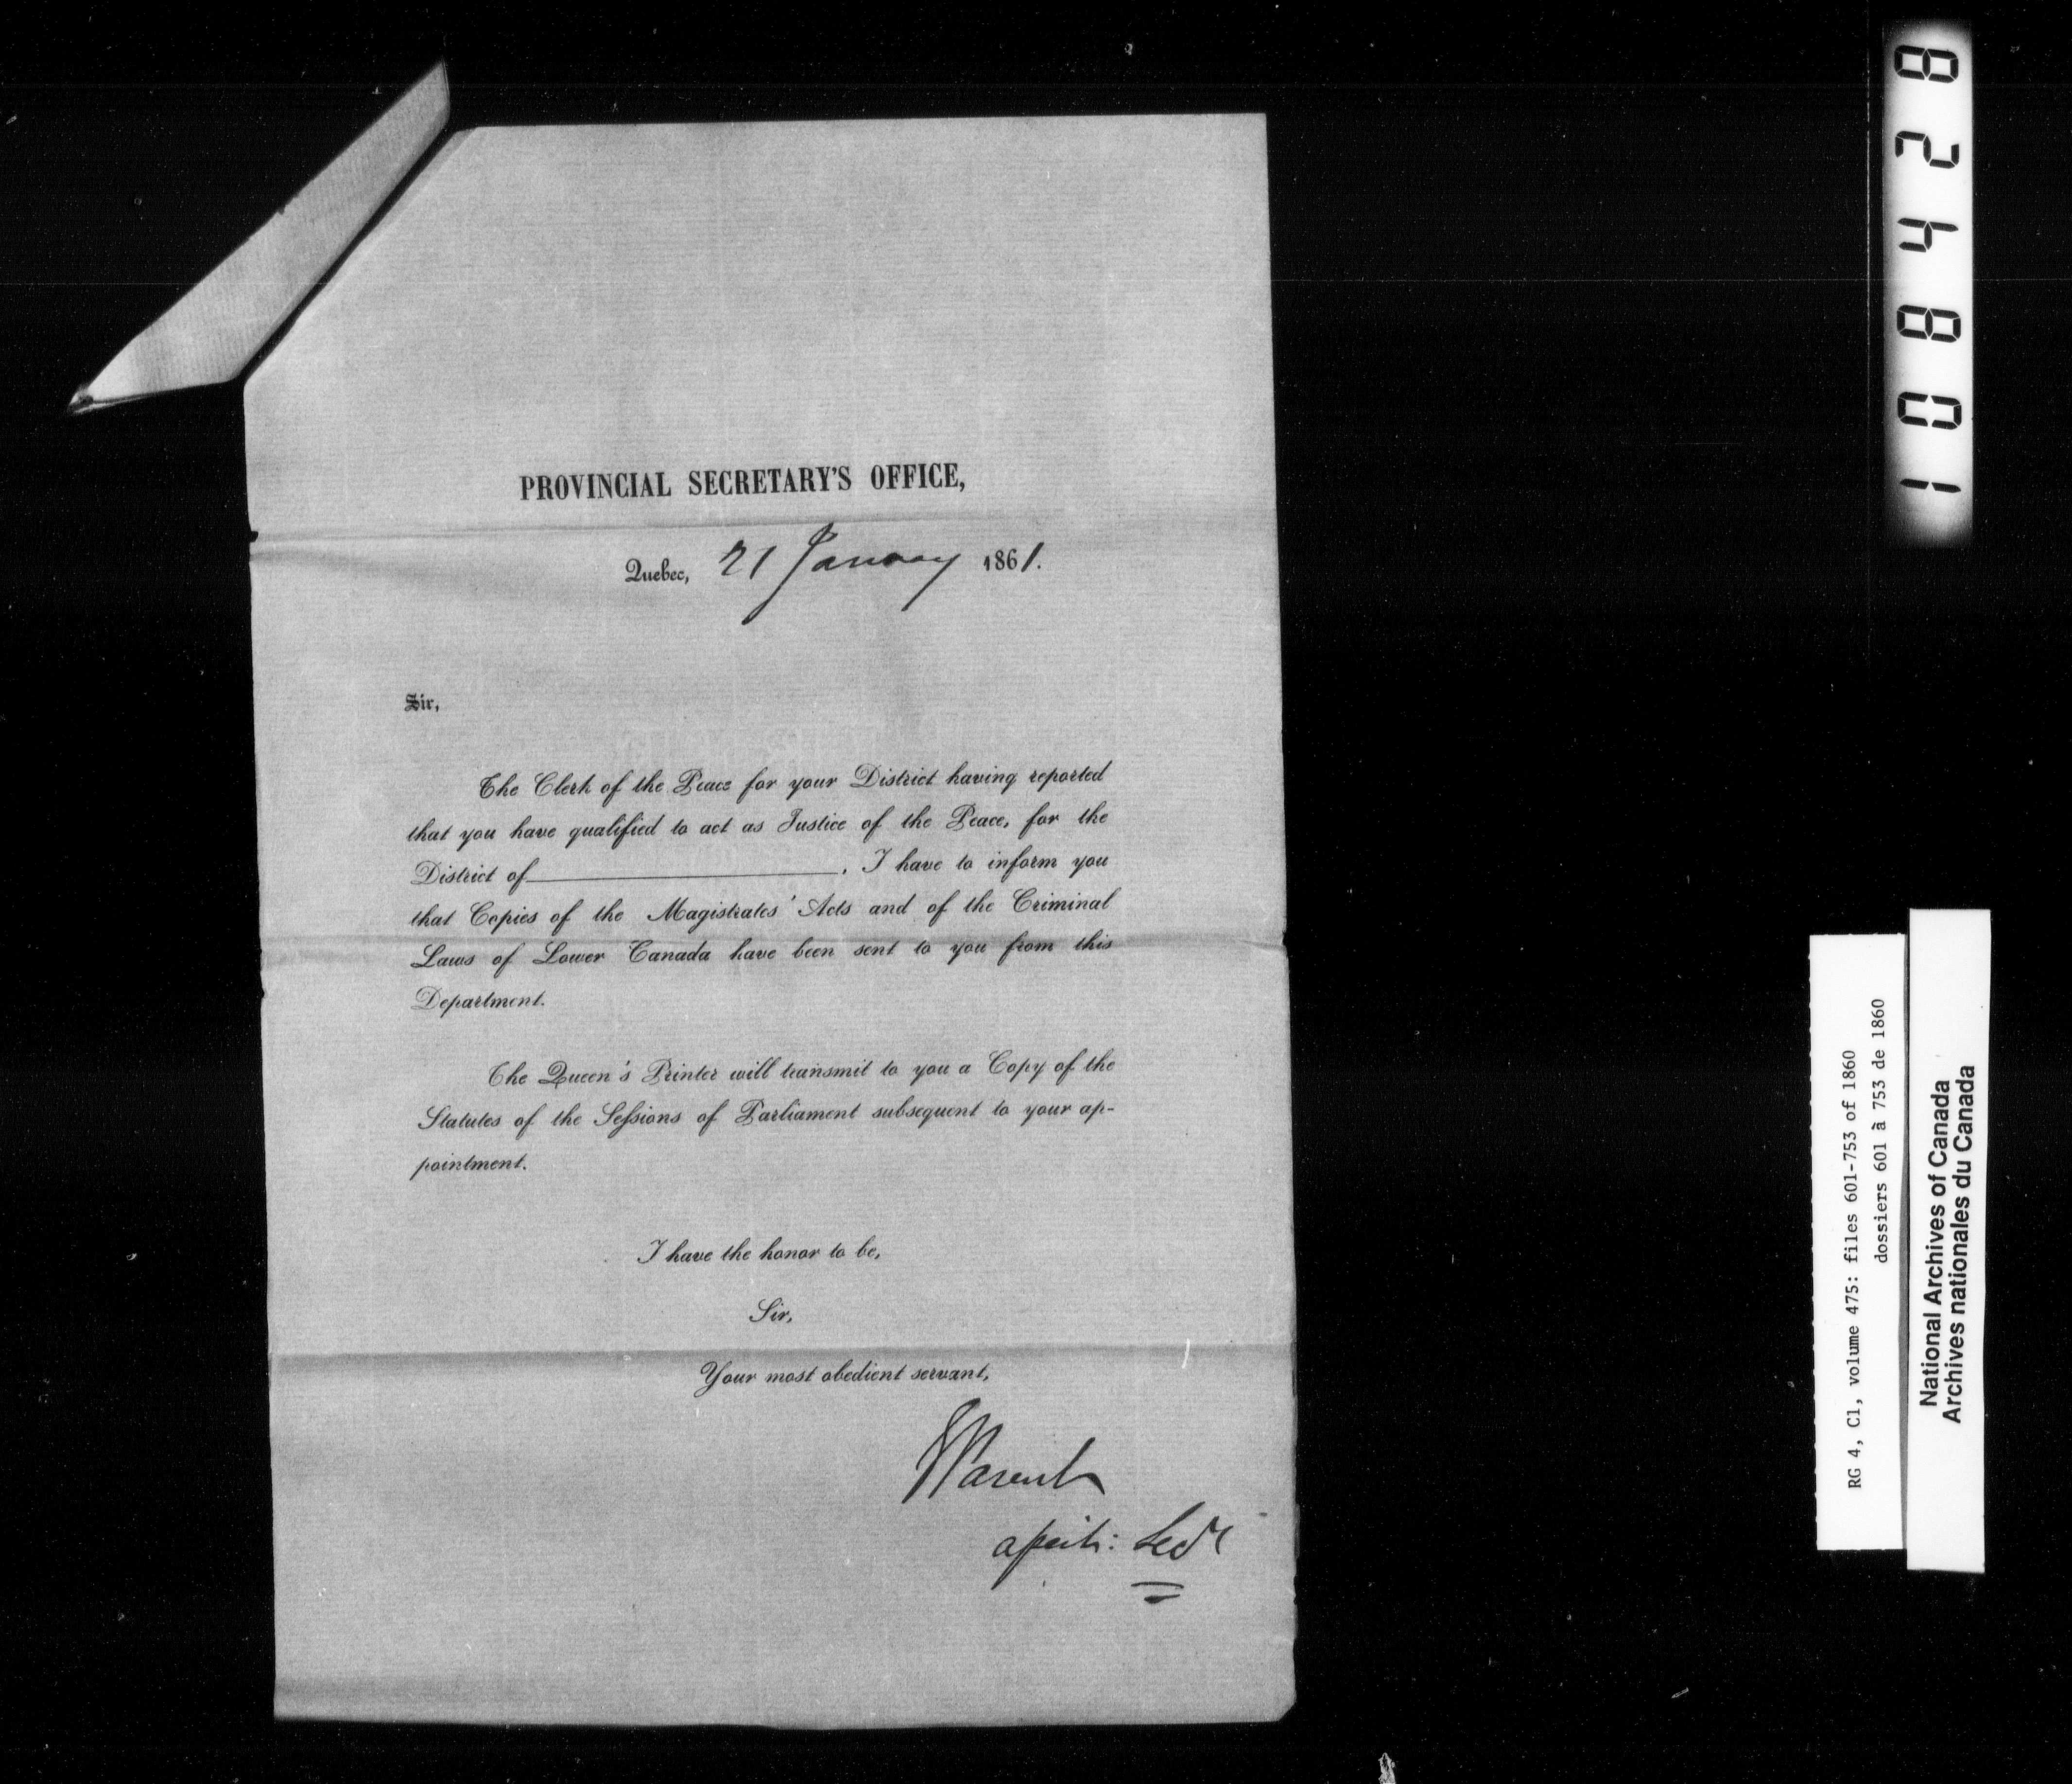 PROVINCIAL SECRETARY'S OFFICE,
Quebec, 21 January 1861.
Sir,
The Clerk of the Peace for your District having reported
that you have qualified to act as Justice of the Peace, for the
District of , I have to inform you
that Copies of the Magistrates' Acts and of the Criminal
Laws of Lower Canada have been sent to you from this
Department.
The Queen's Printer will transmit to you a Copy of the
Statutes of the Sessions of Parliament subsequent to your ap-
pointment.
I have the honor to be,
Sir,
Your most obedient servant,
E Parent
assist: Secy
108428
RG 4, C1, volume 475: files 601-753 of 1860
dossiers 601 à 753 de 1860
National Archives of Canada
Archives nationales du Canada